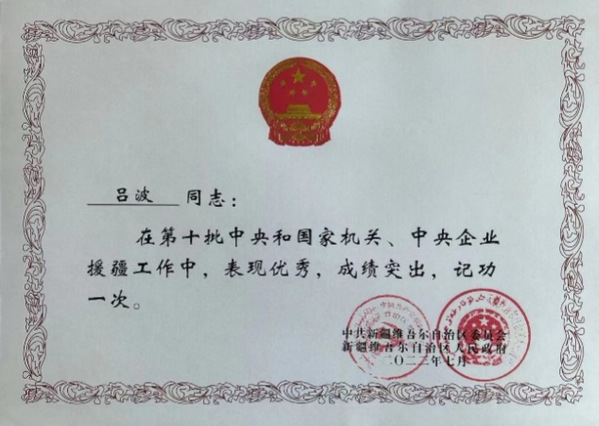 吕波 同志：
在第十批中央和国家机关、中央企业
援疆工作中，表现优秀，成绩突出，记功
一次。
中共新疆维吾尔自治区委员会
新疆维吾尔自治区人民政府
二〇二三年七月